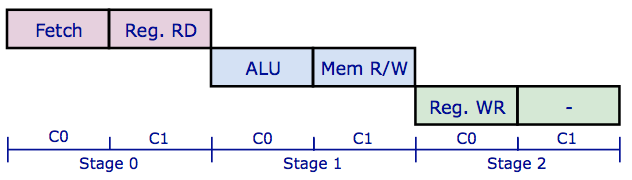 Fetch Reg. RD
ALU Mem R/W
Reg. WR -
C0 C1 C0 C1 C0 C1
Stage 0 Stage 1 Stage 2